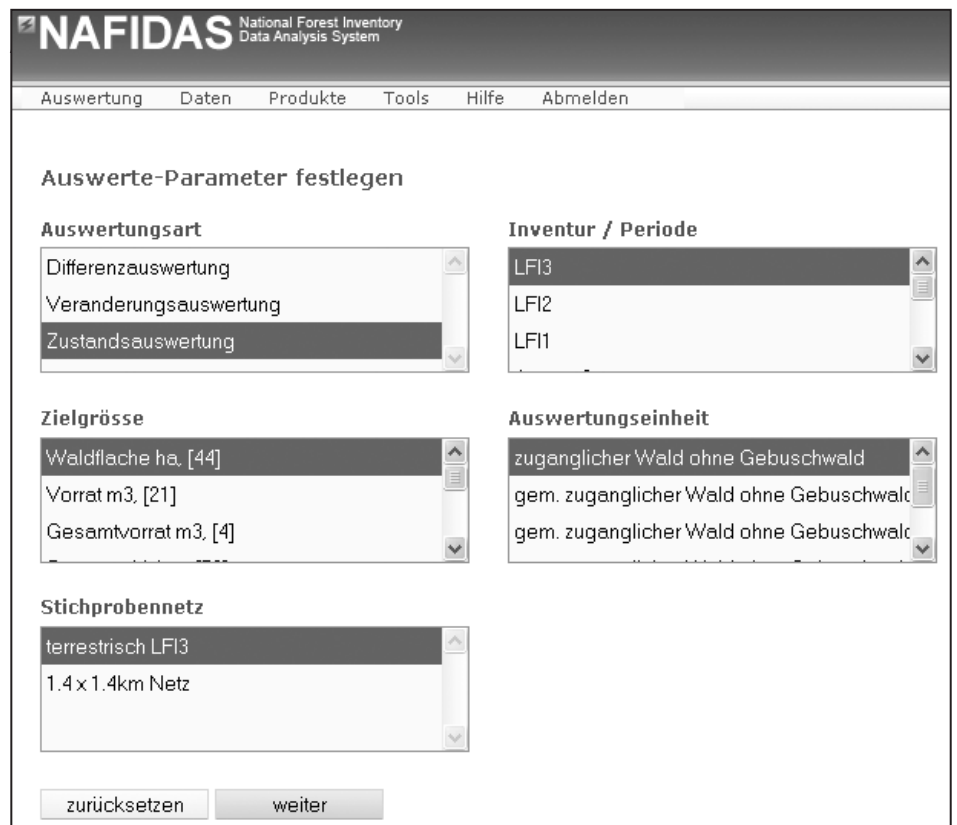 NAFIDAS National Forest Inventory
Data Analysis System
Auswertung Daten Produkte Tools Hilfe Abmelden
Auswerte-Parameter festlegen
Auswertungsart
Differenzauswertung
Veranderungsauswertung
Zustandsauswertung
Inventur / Periode
LFI3
LFI2
LFI1
Zielgrösse
Waldflache ha, [44]
Vorrat m3, [21]
Gesamtvorrat m3, [4]
Auswertungseinheit
zuganglicher Wald ohne Gebuschwald
gem. zuganglicher Wald ohne Gebuschwald
gem. zuganglicher Wald ohne Gebuschwald
Stichprobennetz
terrestrisch LFI3
1.4 x 1.4km Netz
zurücksetzen weiter